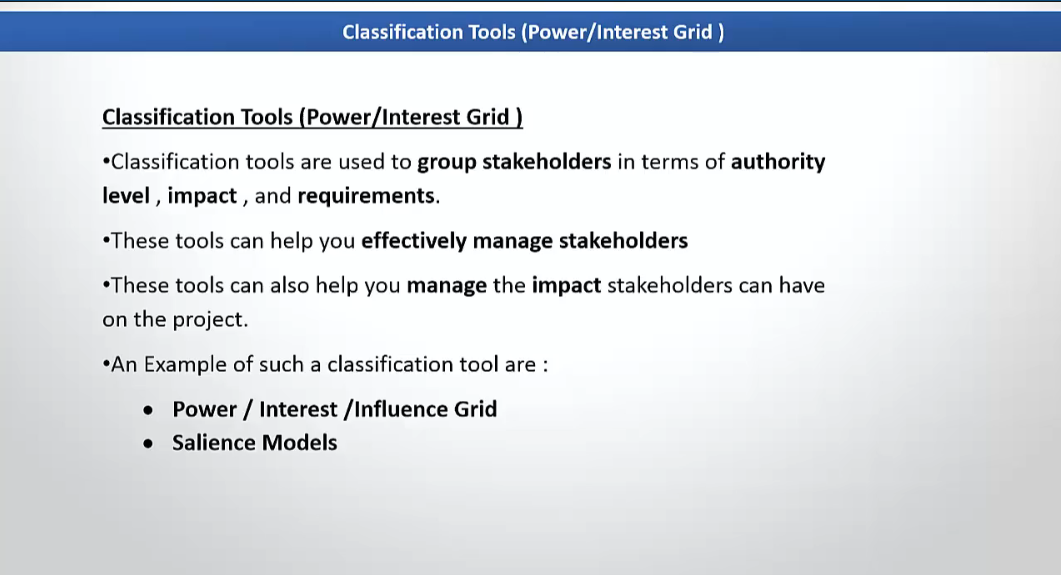 Classification Tools (Power/Interest Grid )
Classification Tools (Power/Interest Grid )
•Classification tools are used to group stakeholders in terms of authority
level , impact , and requirements.
•These tools can help you effectively manage stakeholders
•These tools can also help you manage the impact stakeholders can have
on the project.
•An Example of such a classification tool are :
• Power / Interest /Influence Grid
• Salience Models